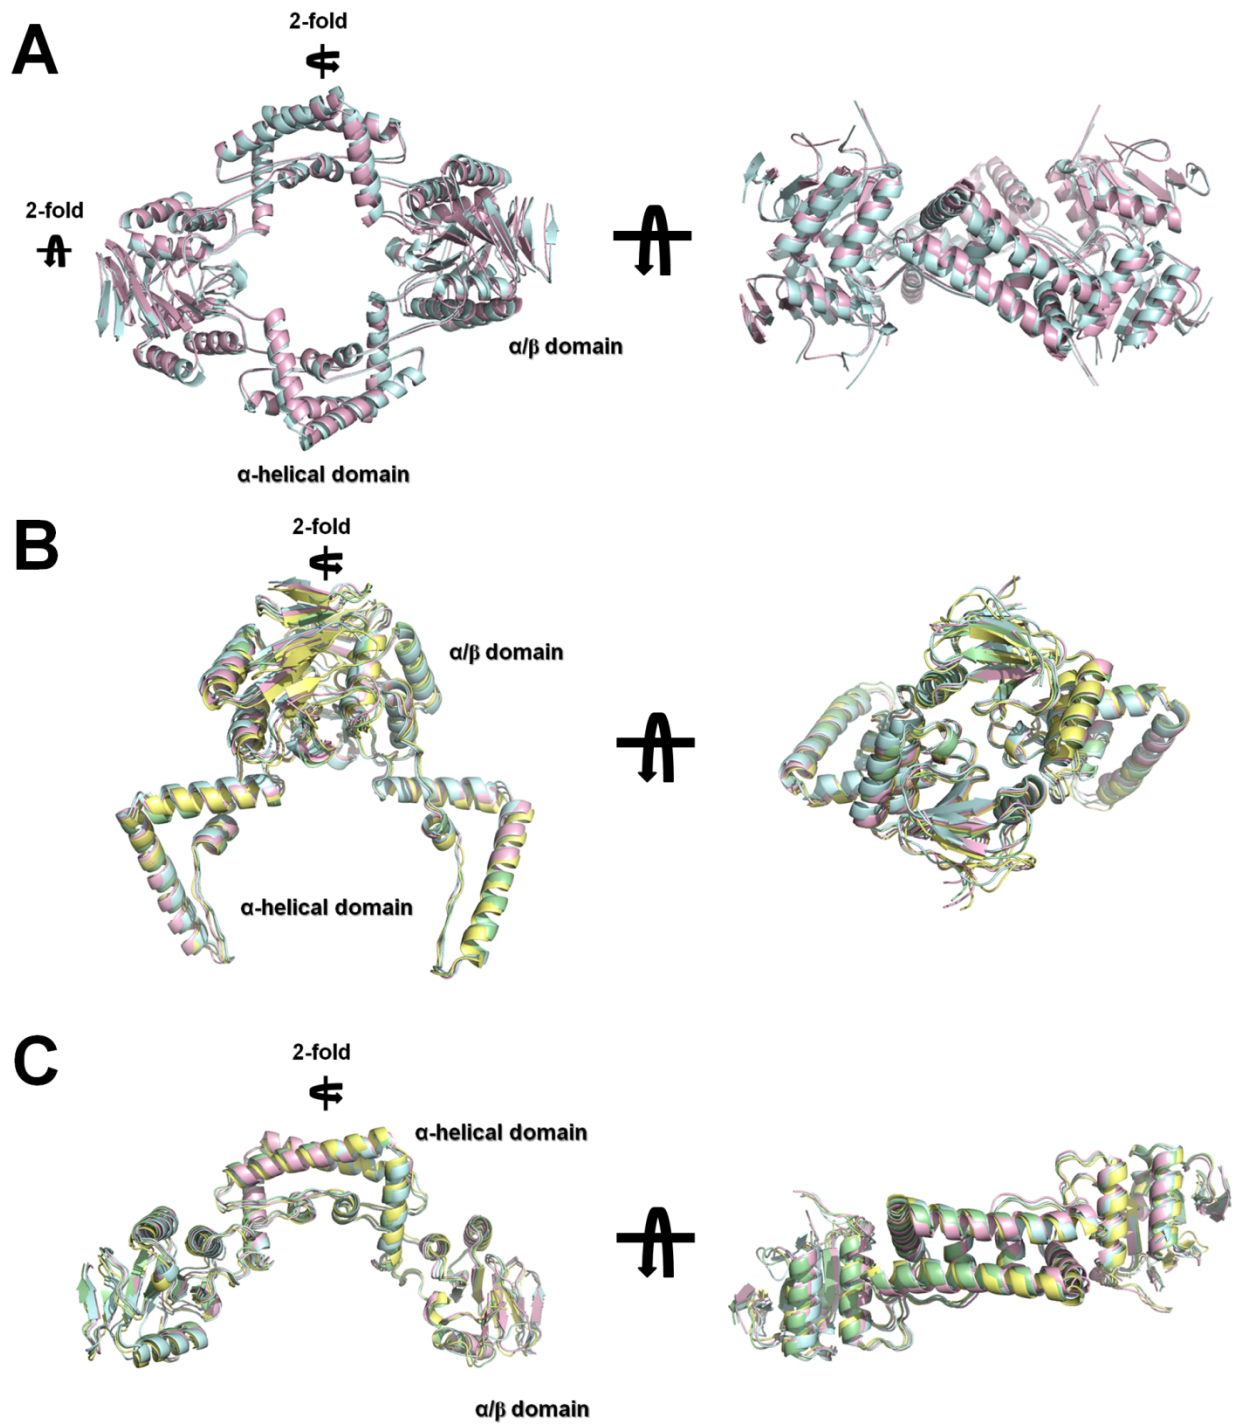 A
2-fold
2-fold
α/β domain
α-helical domain
B
2-fold
α/β domain
α-helical domain
C
2-fold
α-helical domain
α/β domain